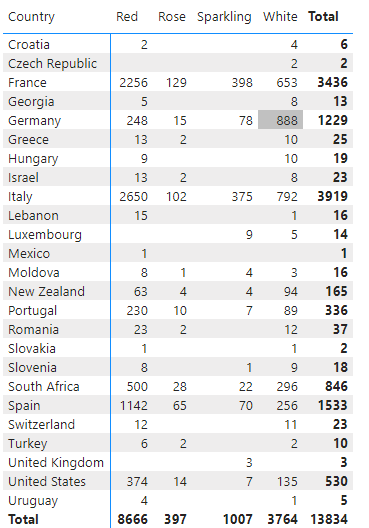 Country Red Rose Sparkling White Total
Croatia 2 4 6
Czech Republic 2 2
France 2256 129 398 653 3436
Georgia 5 8 13
Germany 248 15 78 888 1229
Greece 13 2 10 25
Hungary 9 10 19
Israel 13 2 8 23
Italy 2650 102 375 792 3919
Lebanon 15 1 16
Luxembourg 9 5 14
Mexico 1 1
Moldova 8 1 4 3 16
New Zealand 63 4 4 94 165
Portugal 230 10 7 89 336
Romania 23 2 12 37
Slovakia 1 1 2
Slovenia 8 1 9 18
South Africa 500 28 22 296 846
Spain 1142 65 70 256 1533
Switzerland 12 11 23
Turkey 6 2 2 10
United Kingdom 3 3
United States 374 14 7 135 530
Uruguay 4 1 5
Total 8666 397 1007 3764 13834